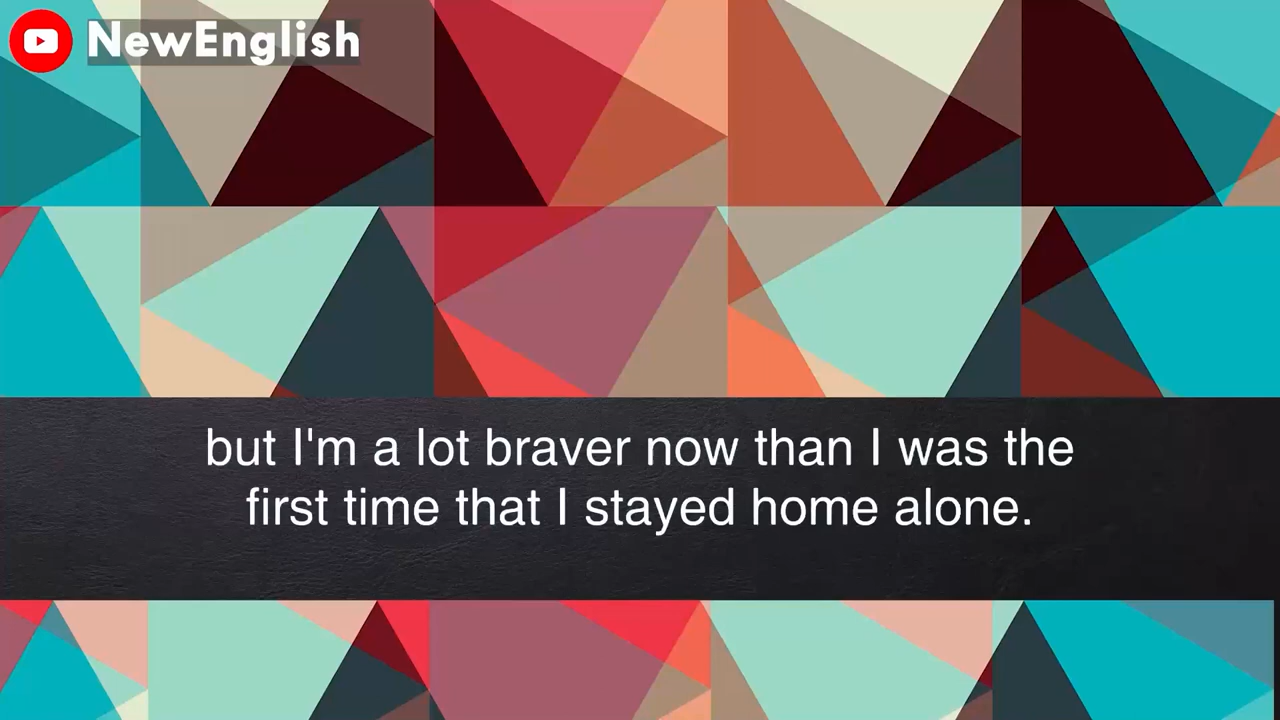 NewEnglish
but I'm a lot braver now than I was the
first time that I stayed home alone.